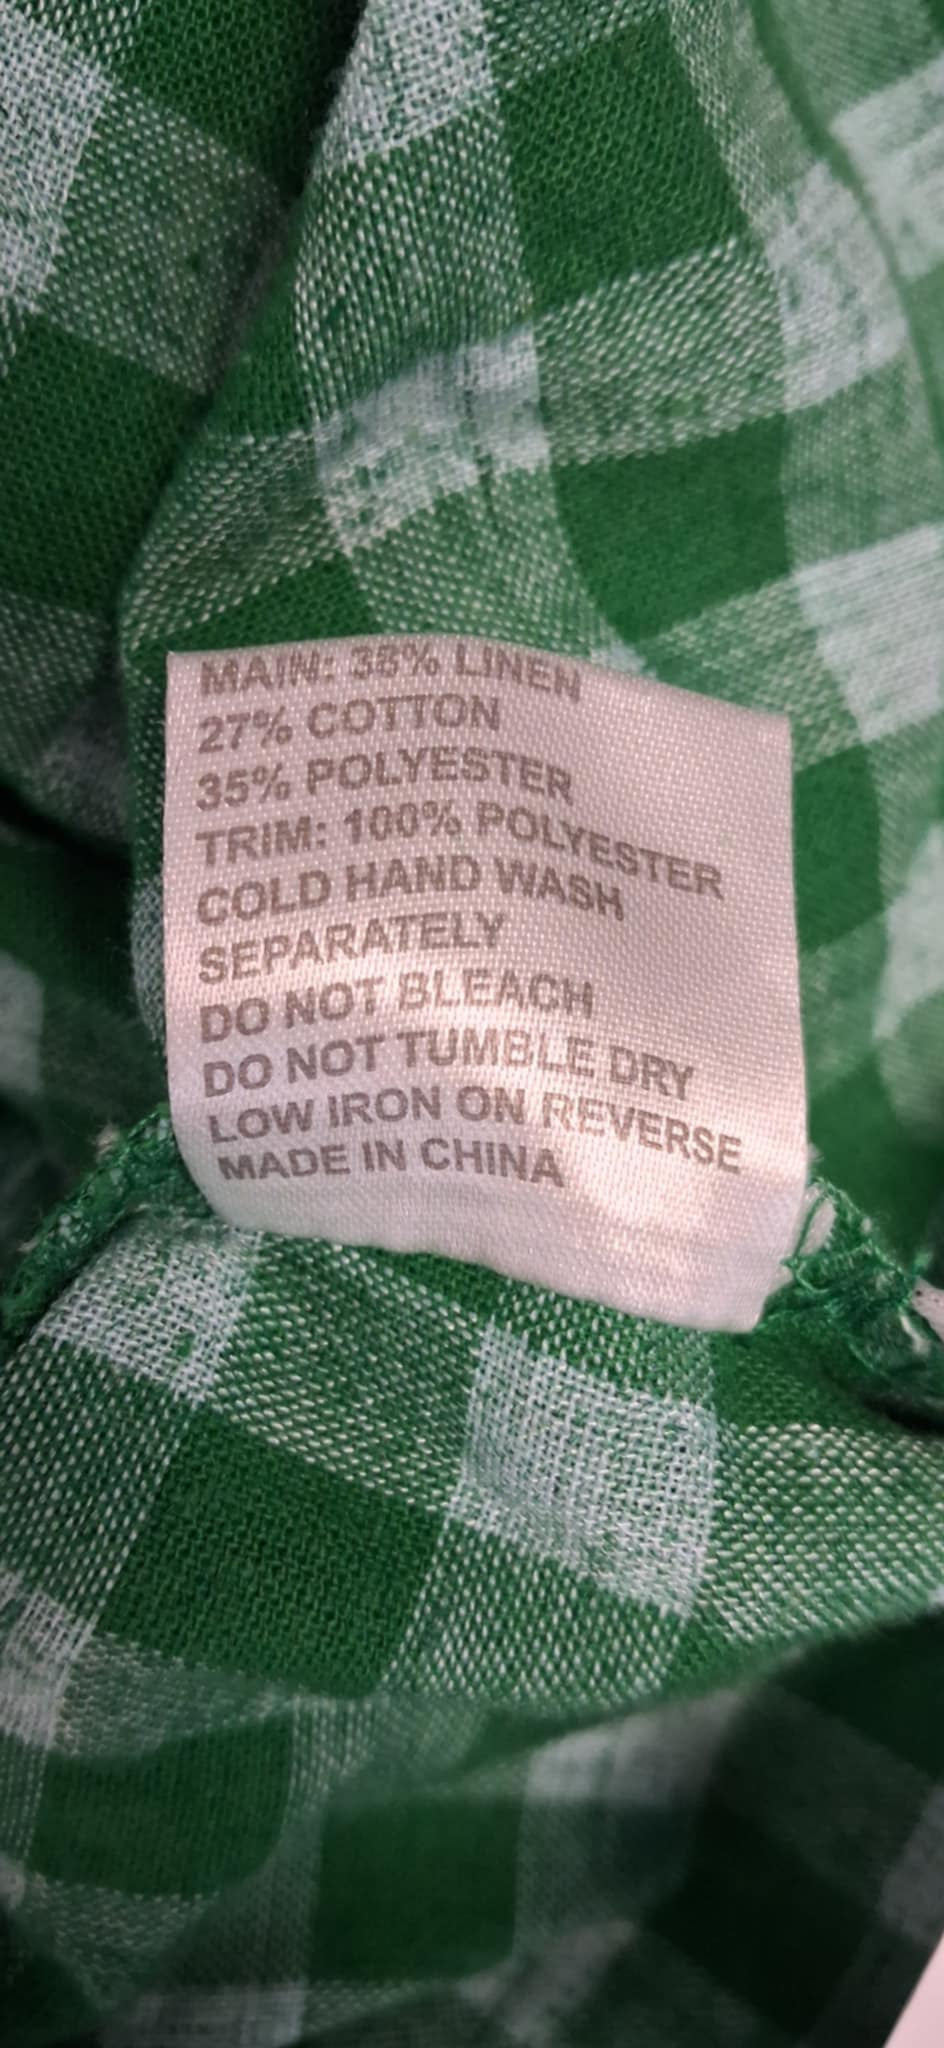 MAIN: 38% LINEN
27% COTTON
35% POLYESTER
TRIM: 100% POLYESTER
COLD HAND WASH
SEPARATELY
DO NOT BLEACH
DO NOT TUMBLE DRY
LOW IRON ON REVERSE
MADE IN CHINA